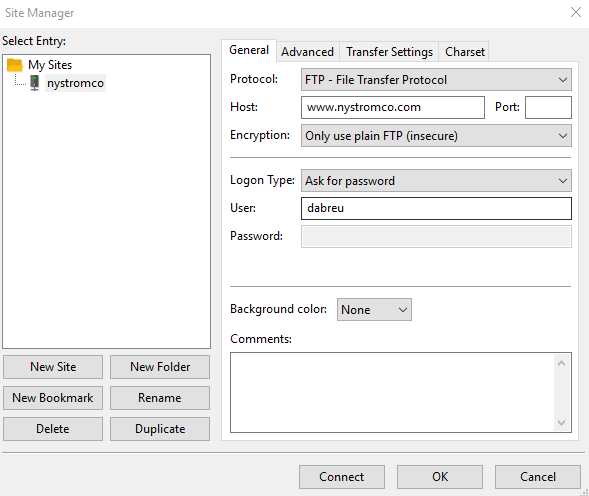 Site Manager
Select Entry:
My Sites
nystromco
New Site
New Folder
New Bookmark
Rename
Delete
Duplicate
General
Advanced
Transfer Settings
Charset
Protocol:
FTP - File Transfer Protocol
Host:
www.nystromco.com
Port:
Encryption:
Only use plain FTP (insecure)
Logon Type:
Ask for password
User:
dabreu
Password:
Background color:
None
Comments:
Connect
OK
Cancel